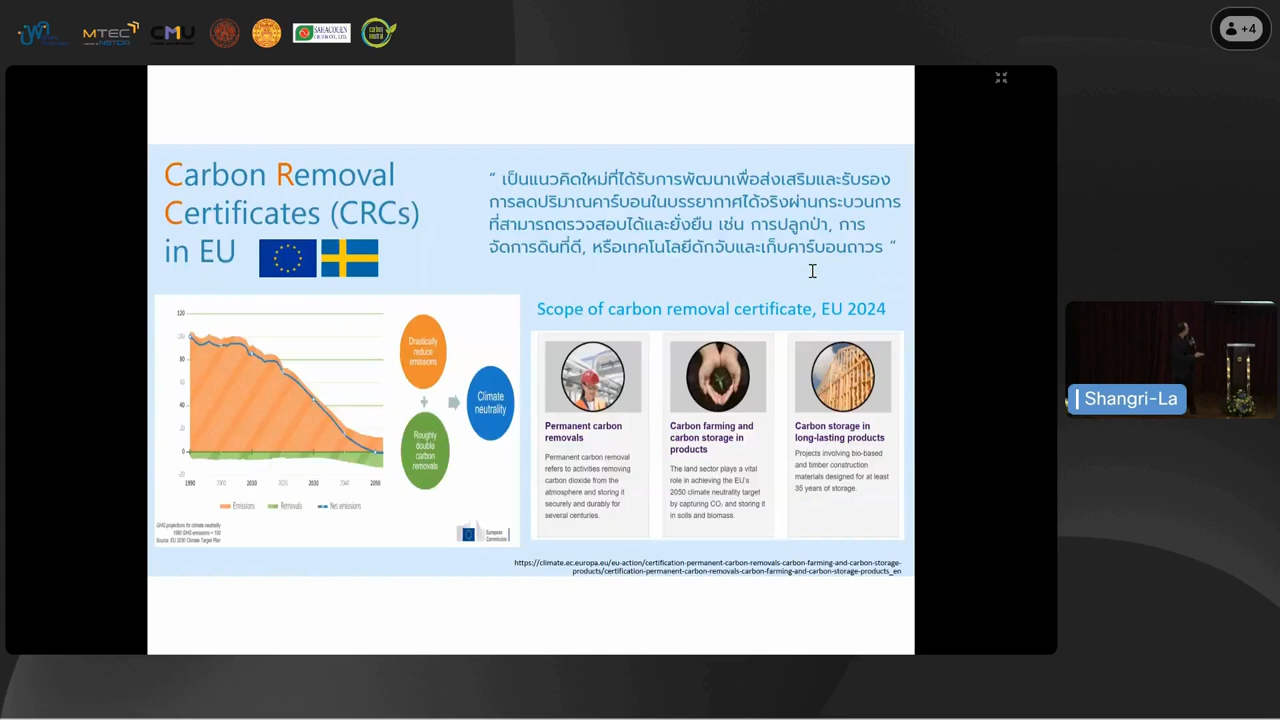 MTEC
CMU
SAHACOGEN
carbon
neutral
+4
Carbon Removal
Certificates (CRCs)
in EU
“ เป็นแนวคิดใหม่ที่ได้รับการพัฒนาเพื่อส่งเสริมและรับรอง
การลดปริมาณคาร์บอนในบรรยากาศได้จริงผ่านกระบวนการ
ที่สามารถตรวจสอบได้และยั่งยืน เช่น การปลูกป่า, การ
จัดการดินที่ดี, หรือเทคโนโลยีดักจับและเก็บคาร์บอนถาวร “
120
100
80
60
40
20
0
-20
1990
2000
2010
2020
2030
2040
2050
Emissions
Removals
Net emissions
GHG projections for climate neutrality
1990 GHG emissions = 100
Source: EU 2030 Climate Target Plan
Drastically
reduce
emissions
+
Roughly
double
carbon
removals
Climate
neutrality
European
Commission
Scope of carbon removal certificate, EU 2024
Permanent carbon
removals
Permanent carbon removal
refers to activities removing
carbon dioxide from the
atmosphere and storing it
securely and durably for
several centuries.
Carbon farming and
carbon storage in
products
The land sector plays a vital
role in achieving the EU's
2050 climate neutrality target
by capturing CO₂ and storing it
in soils and biomass.
Carbon storage in
long-lasting products
Projects involving bio-based
and timber construction
materials designed for at least
35 years of storage.
https://climate.ec.europa.eu/eu-action/certification-permanent-carbon-removals-carbon-farming-and-carbon-storage-
products/certification-permanent-carbon-removals-carbon-farming-and-carbon-storage-products_en
Shangri-La